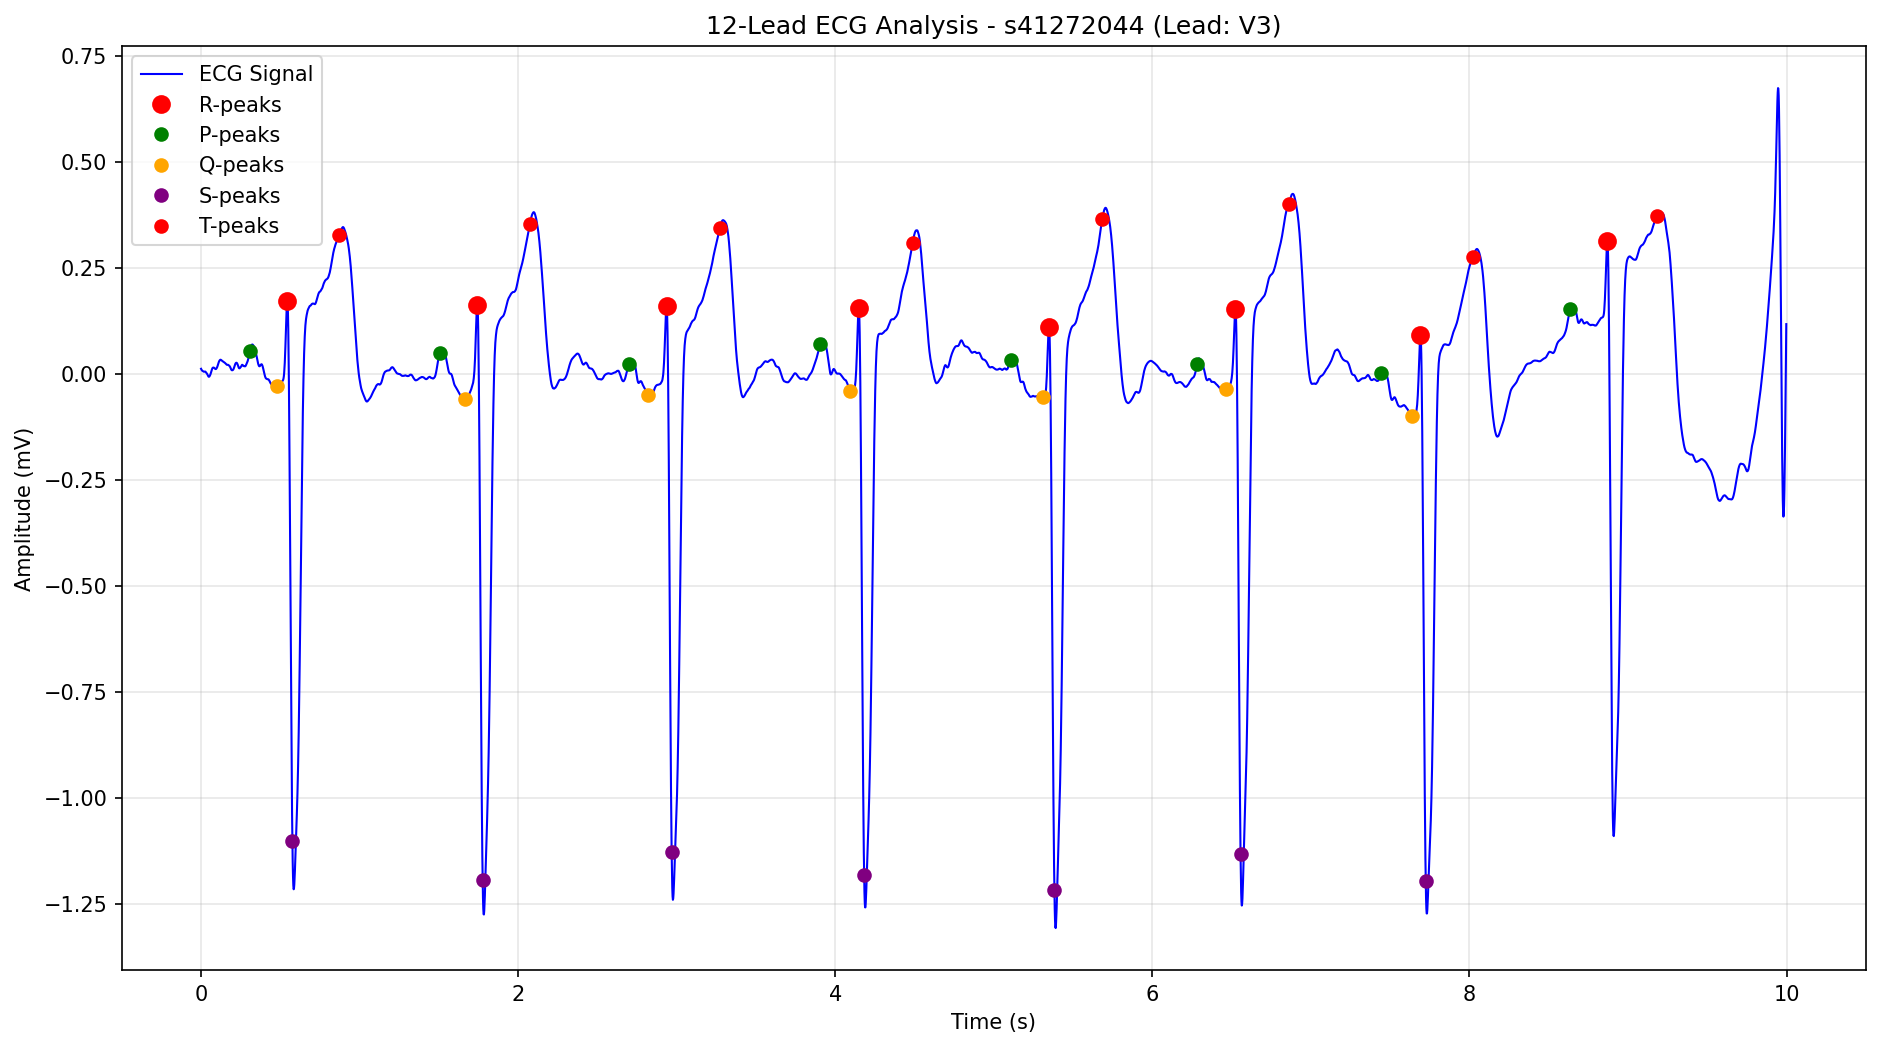 12-Lead ECG Analysis - s41272044 (Lead: V3)
ECG Signal
R-peaks
P-peaks
Q-peaks
S-peaks
T-peaks
Amplitude (mV)
0.75
0.50
0.25
0.00
−0.25
−0.50
−0.75
−1.00
−1.25
0 2 4 6 8 10
Time (s)